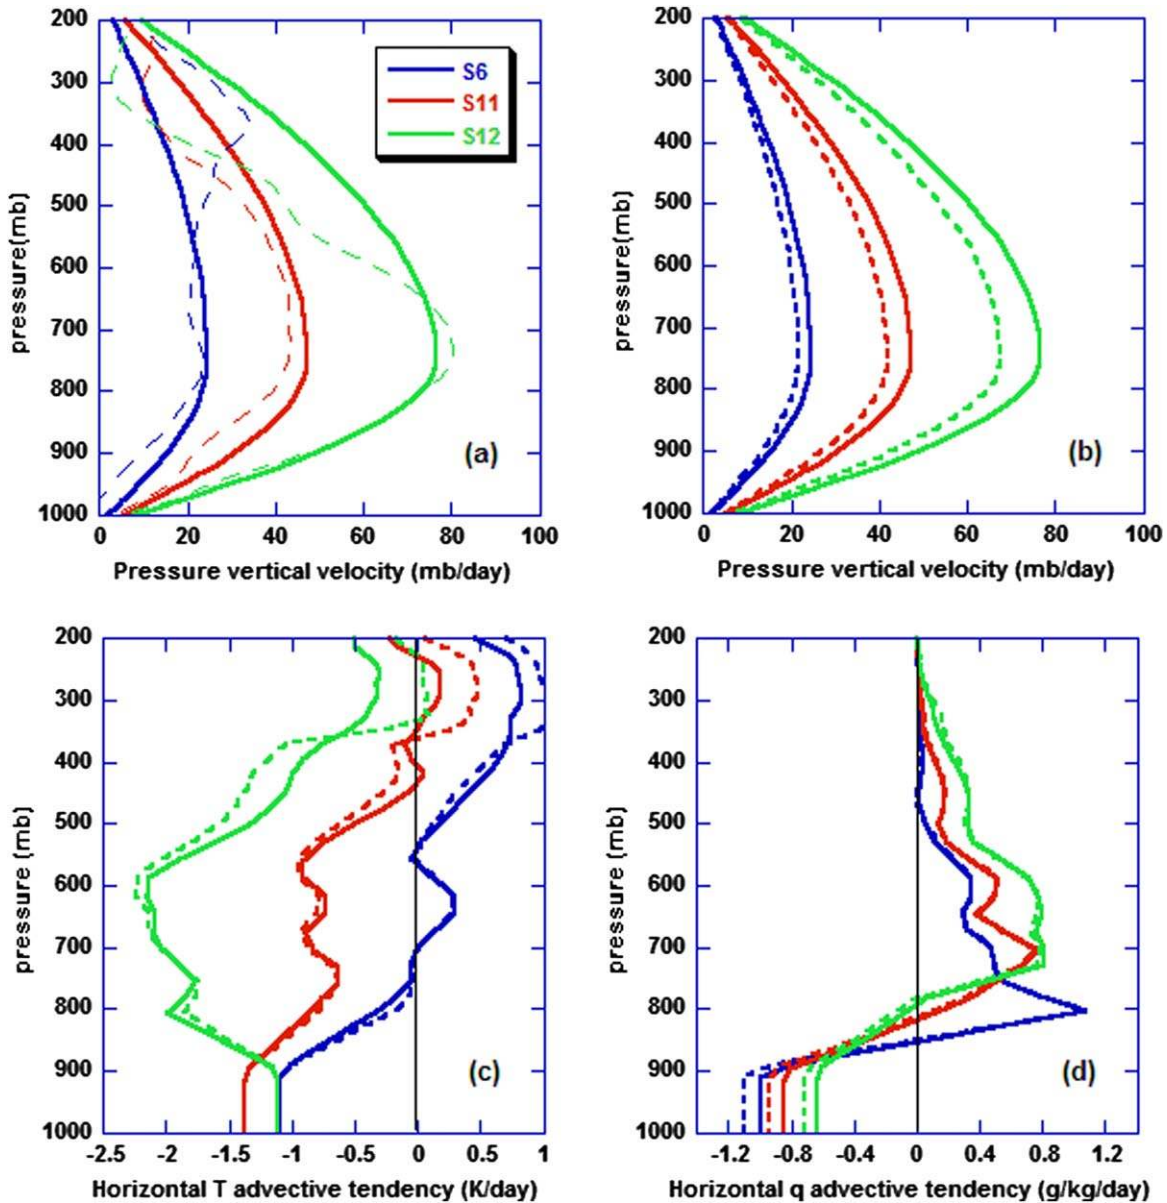 200
300
400
500
600
700
800
900
1000
pressure(mb)
S6
S11
S12
(a)
0 20 40 60 80 100
Pressure vertical velocity (mb/day)
200
300
400
500
600
700
800
900
1000
pressure(mb)
(b)
0 20 40 60 80 100
Pressure vertical velocity (mb/day)
200
300
400
500
600
700
800
900
1000
pressure (mb)
(c)
-2.5 -2 -1.5 -1 -0.5 0 0.5 1
Horizontal T advective tendency (K/day)
200
300
400
500
600
700
800
900
1000
pressure (mb)
(d)
-1.2 -0.8 -0.4 0 0.4 0.8 1.2
Horizontal q advective tendency (g/kg/day)